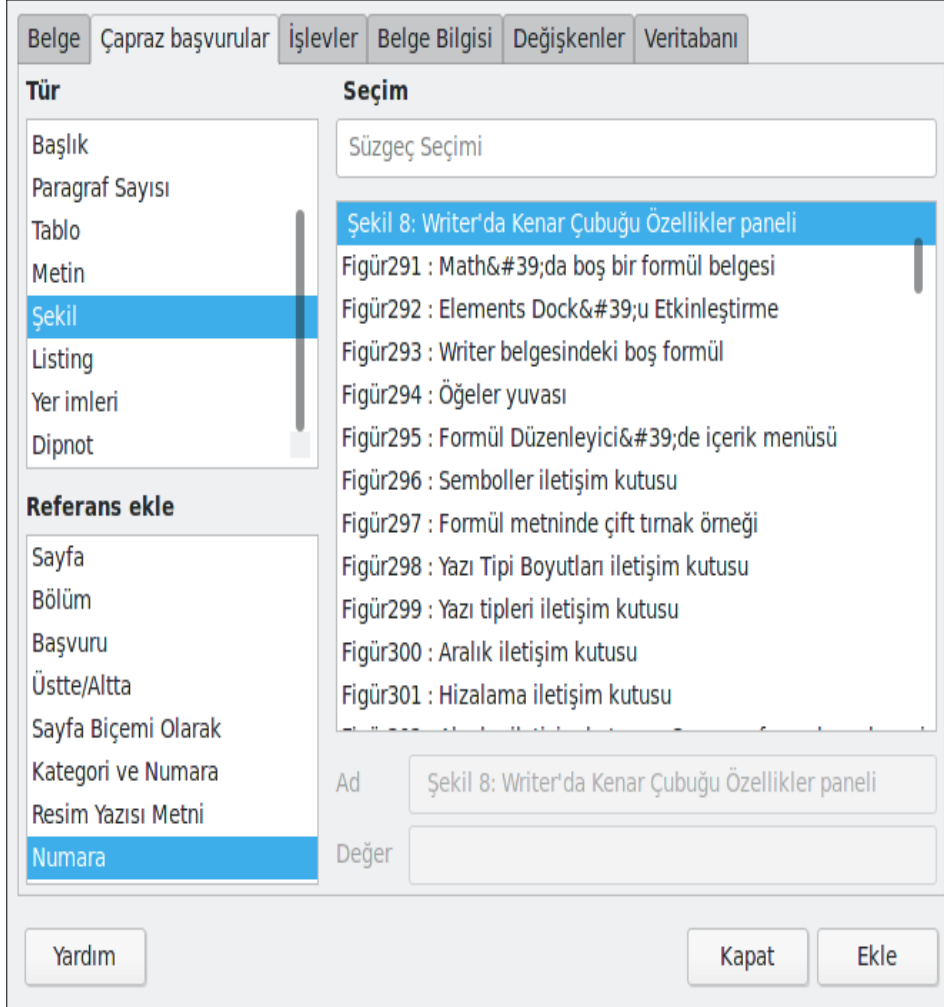 Belge Çapraz başvurular İşlevler Belge Bilgisi Değişkenler Veritabanı
Tür
Başlık
Paragraf Sayısı
Tablo
Metin
Şekil
Listing
Yer imleri
Dipnot
Referans ekle
Sayfa
Bölüm
Başvuru
Üstte/Altta
Sayfa Biçemi Olarak
Kategori ve Numara
Resim Yazısı Metni
Numara
Seçim
Süzgeç Seçimi
Şekil 8: Writer'da Kenar Çubuğu Özellikler paneli
Figür291 : Math&#39;da boş bir formül belgesi
Figür292 : Elements Dock&#39;u Etkinleştirme
Figür293 : Writer belgesindeki boş formül
Figür294 : Öğeler yuvası
Figür295 : Formül Düzenleyici&#39;de içerik menüsü
Figür296 : Semboller iletişim kutusu
Figür297 : Formül metninde çift tırnak örneği
Figür298 : Yazı Tipi Boyutları iletişim kutusu
Figür299 : Yazı tipleri iletişim kutusu
Figür300 : Aralık iletişim kutusu
Figür301 : Hizalama iletişim kutusu
Ad Şekil 8: Writer'da Kenar Çubuğu Özellikler paneli
Değer
Yardım Kapat Ekle